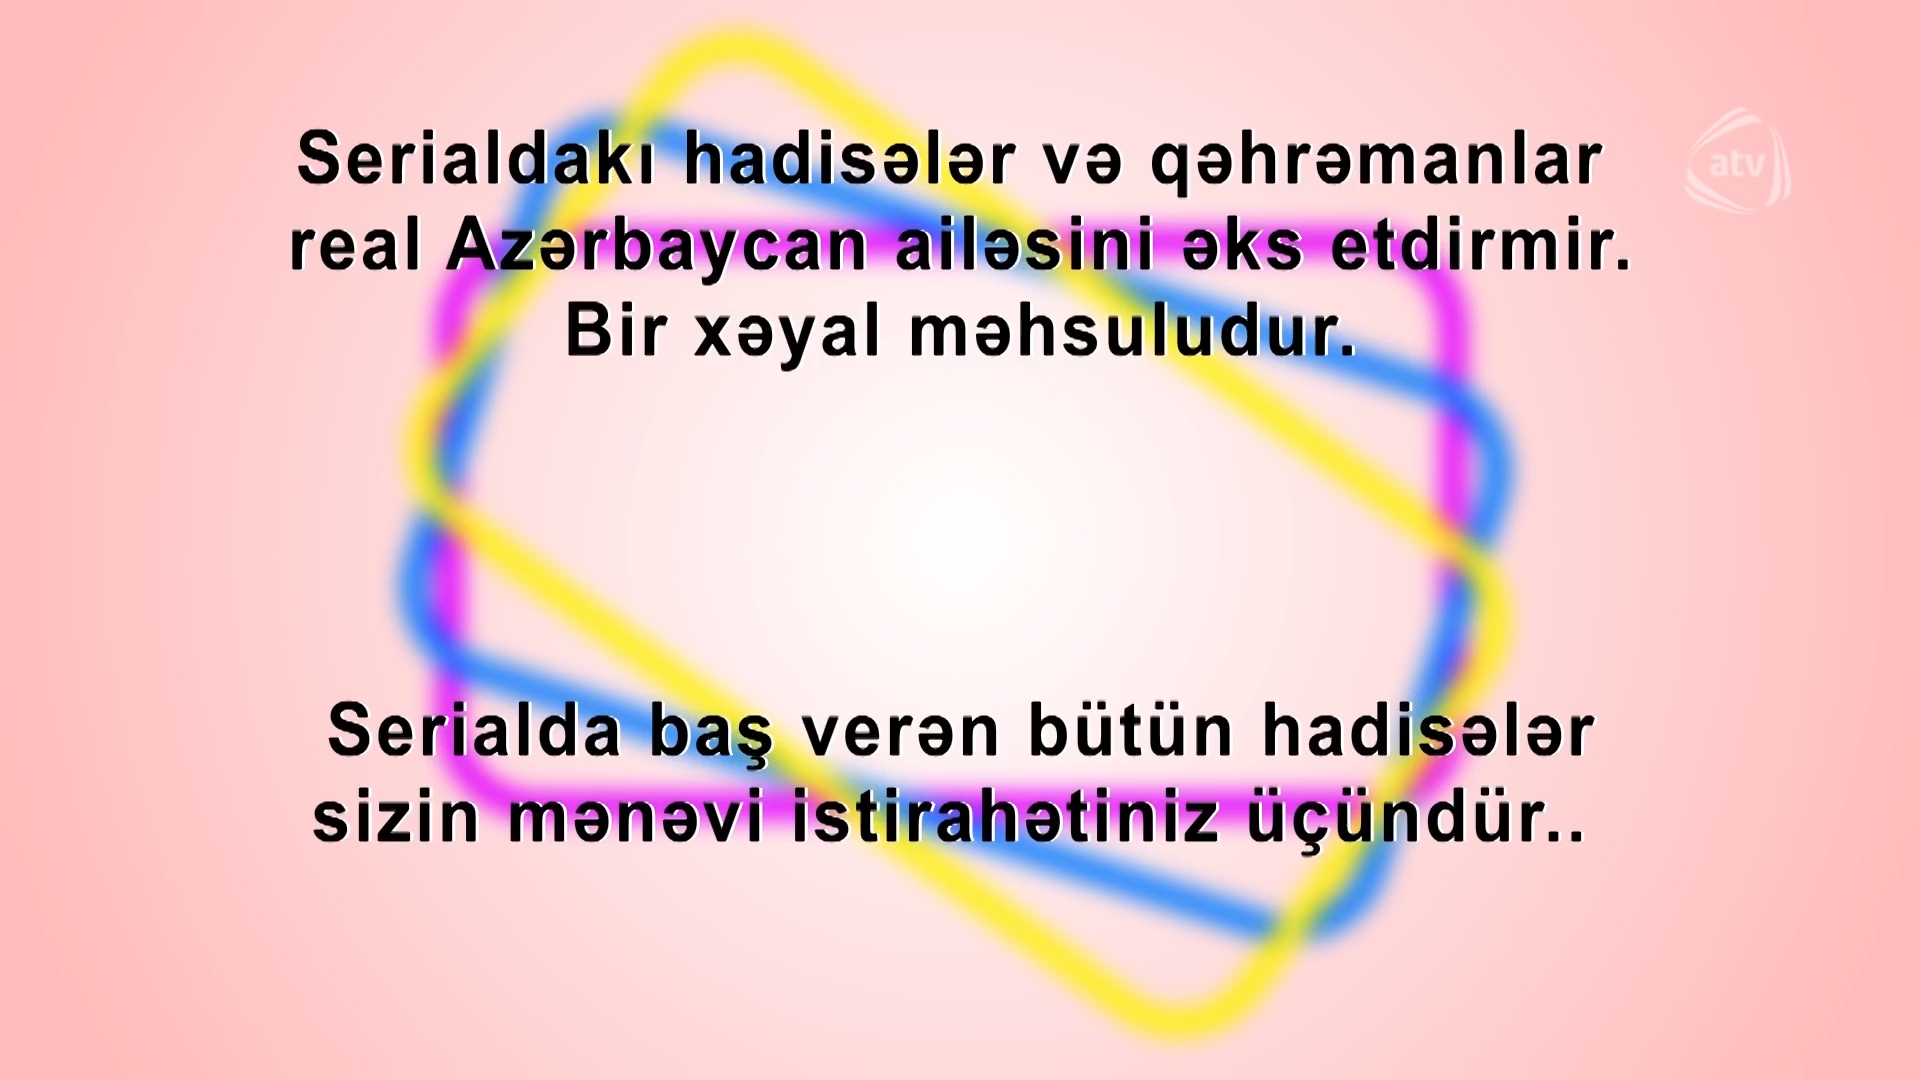 Serialdakı hadisələr və qəhrəmanlar
real Azərbaycan ailəsini əks etdirmir.
Bir xəyal məhsuludur.
atv
Serialda baş verən bütün hadisələr
sizin mənəvi istirahətiniz üçündür..